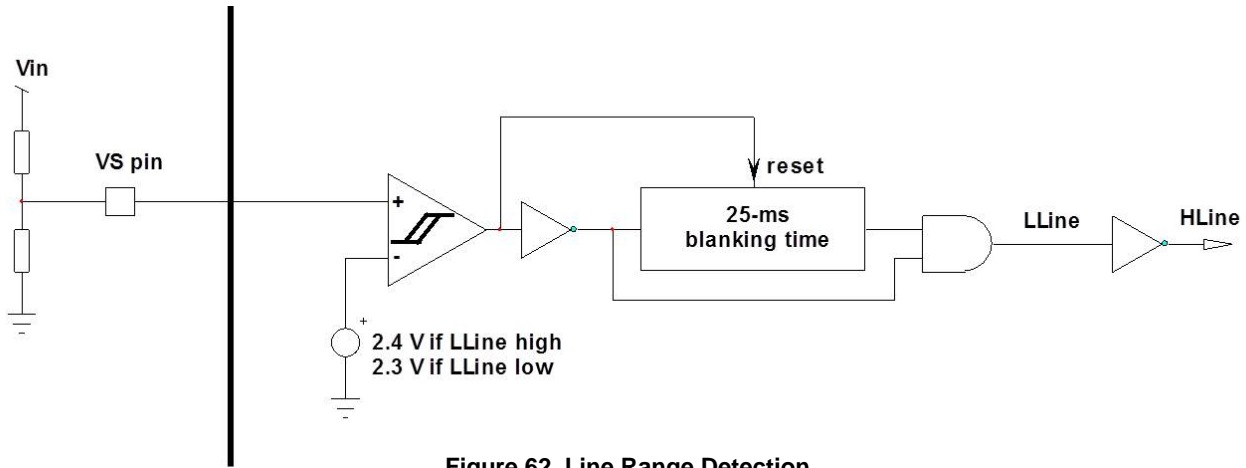 Vin
VS pin
+
-
reset
25-ms
blanking time
LLine
HLine
+
2.4 V if LLine high
2.3 V if LLine low
Figure 62. Line Range Detection